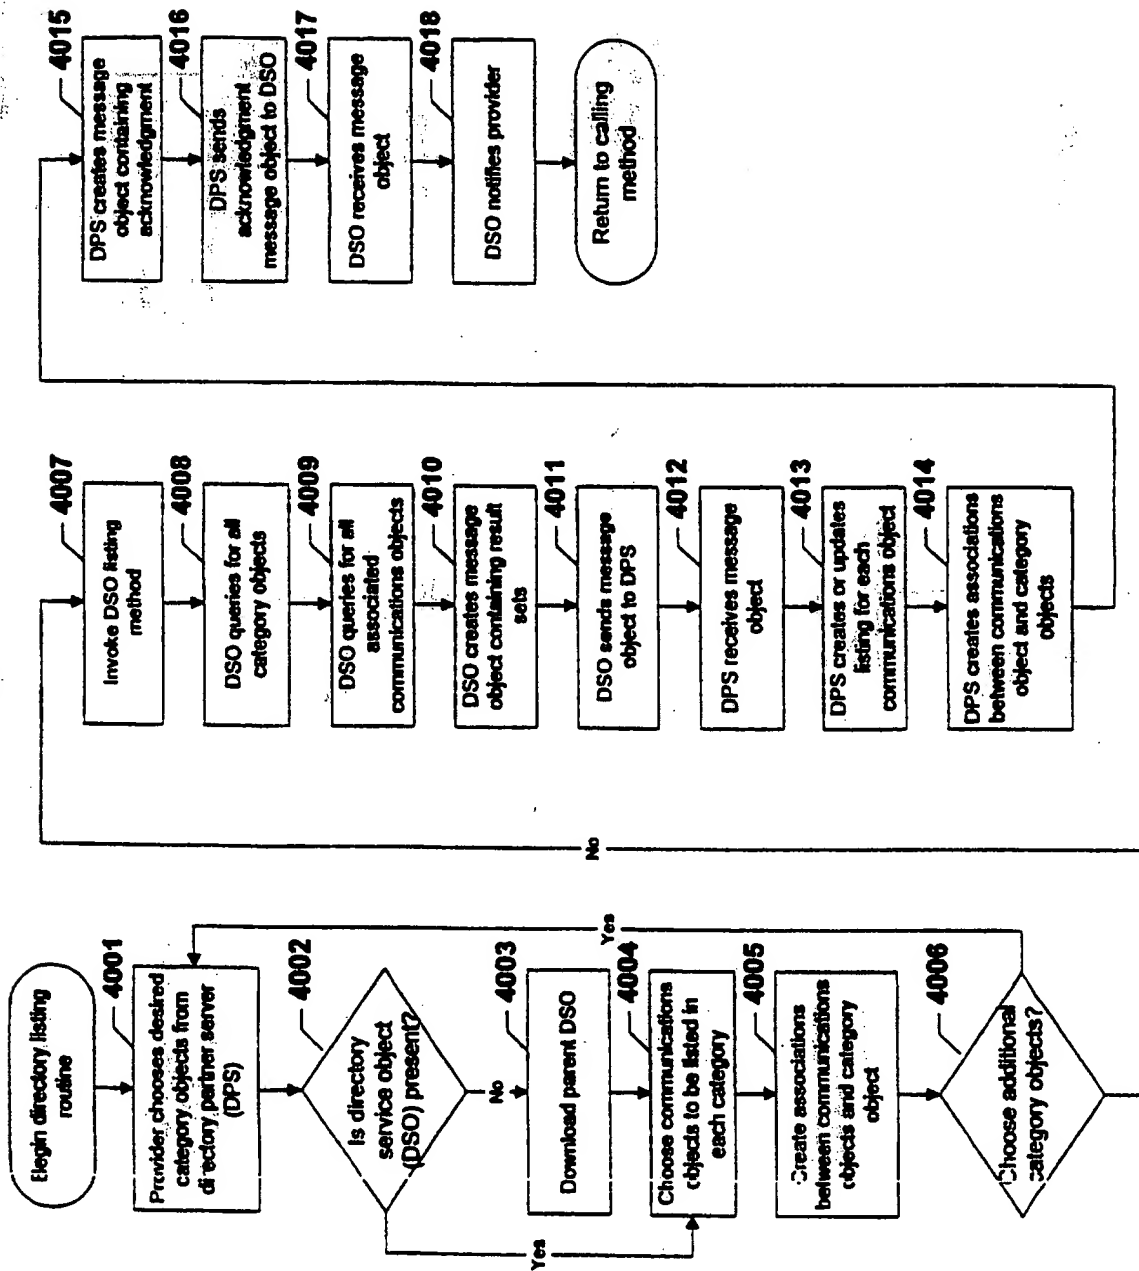 Begin directory listing
routine
4001
Provider chooses desired
category objects from
directory partner server
(DPS)
4002
Is directory
service object
(DSO) present?
Yes
No
4003
Download parent DSO
4004
Choose communications
objects to be listed in
each category
4005
Create associations
between communications
objects and category
object
4006
Choose additional
category objects?
Yes
No
4007
Invoke DSO listing
method
4008
DSO queries for all
category objects
4009
DSO queries for all
associated
communications objects
4010
DSO creates message
object containing result
sets
4011
DSO sends message
object to DPS
4012
DPS receives message
object
4013
DPS creates or updates
listing for each
communications object
4014
DPS creates associations
between communications
object and category
objects
4015
DPS creates message
object containing
acknowledgment
4016
DPS sends
acknowledgment
message object to DSO
4017
DSO receives message
object
4018
DSO notifies provider
Return to calling
method